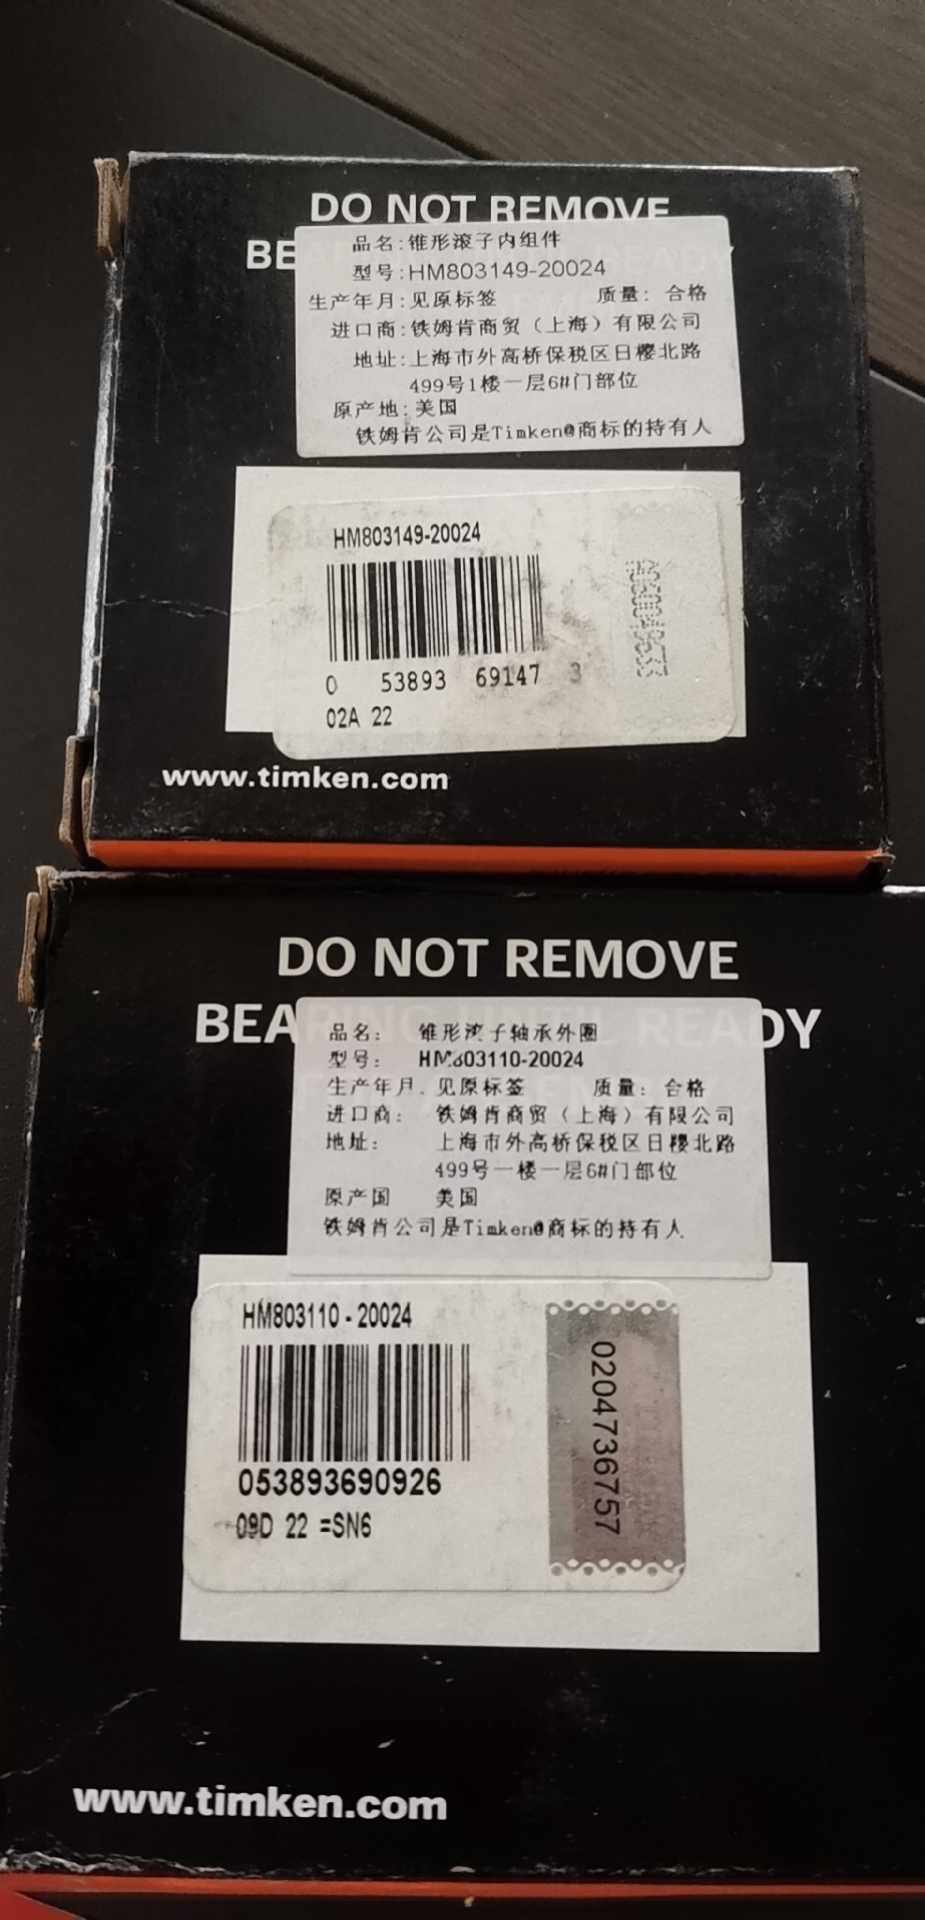 DO NOT REMOVE
BE
品名:锥形滚子内组件
型号:HM803149-20024
生产年月:见原标签 质量: 合格
进口商:铁姆肯商贸（上海）有限公司
地址:上海市外高桥保税区日樱北路
499号1楼一层6#门部位
原产地:美国
铁姆肯公司是Timken@商标的持有人
HM803149-20024
0 53893 69147 3
02A 22
www.timken.com
DO NOT REMOVE
BEARING UNTIL READY
品名: 锥形滚子轴承外圈
型号: HM803110-20024
生产年月. 见原标签 质量: 合格
进口商: 铁姆肯商贸（上海）有限公司
地址: 上海市外高桥保税区日樱北路
499号一楼一层6#门部位
原产国 美国
铁姆肯公司是Timken@商标的持有人
HM803110-20024
053893690926
09D 22 =SN6
0204736757
www.timken.com